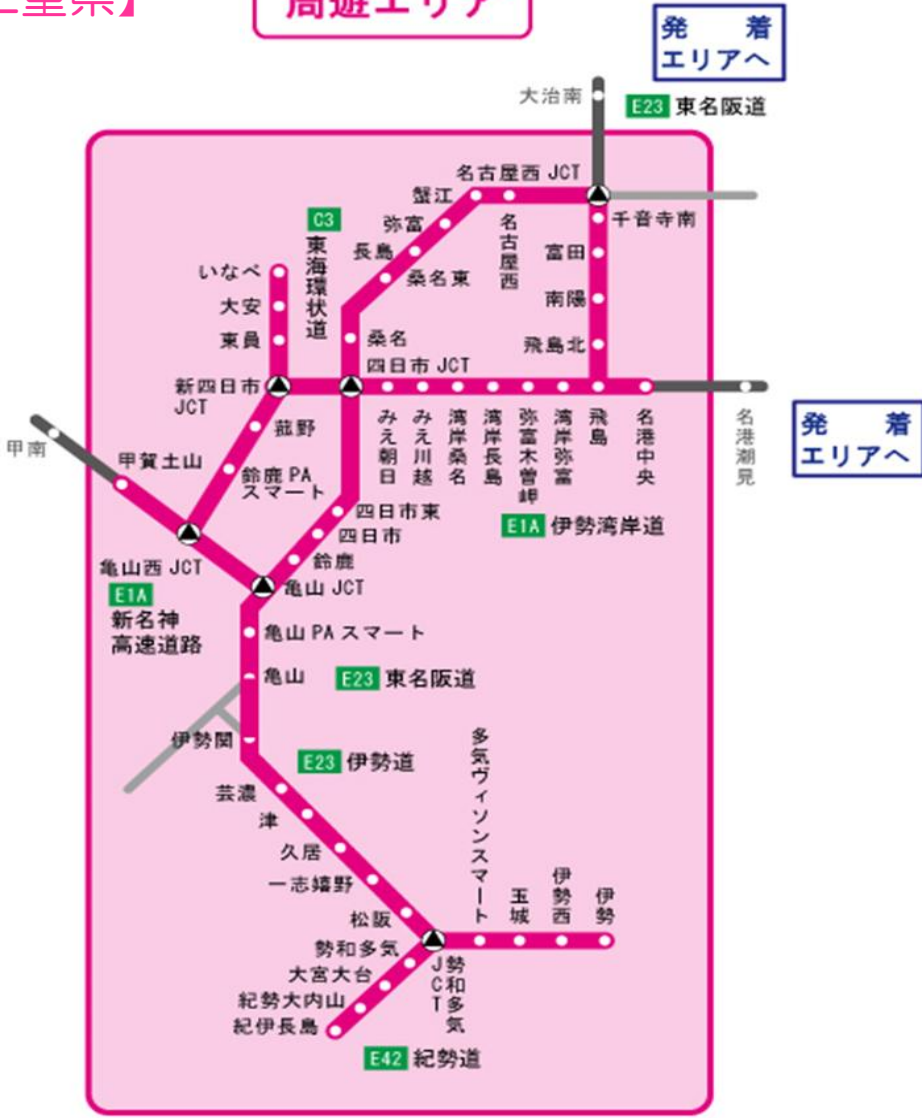 三重県】
周遊エリア
発 着
エリアへ
大治南
E23 東名阪道
名古屋西 JCT
蟹江
弥富
長島
桑名東
名古屋西
千音寺南
富田
南陽
飛島北
C3
東海環状道
いなべ
大安
東員
桑名
四日市 JCT
新四日市
JCT
みえ朝日
みえ川越
湾岸桑名
湾岸長島
弥富木曽岬
湾岸弥富
飛島
名港中央
名港潮見
発 着
エリアへ
E1A 伊勢湾岸道
甲南
甲賀土山
菰野
鈴鹿 PA
スマート
四日市東
四日市
鈴鹿
亀山西 JCT
E1A
新名神
高速道路
亀山 JCT
亀山 PA スマート
亀山
E23 東名阪道
伊勢関
E23 伊勢道
芸濃
津
久居
一志嬉野
松阪
多気ヴィソンスマート
玉城
伊勢西
伊勢
勢和多気
JCT
勢和多気
大宮大台
紀勢大内山
紀伊長島
E42 紀勢道